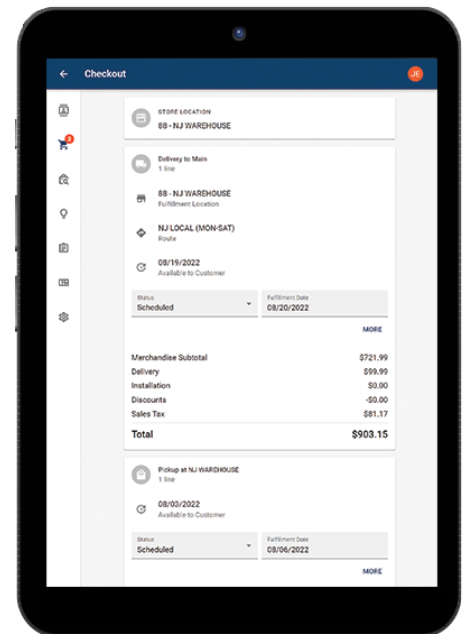 Checkout
JE
STORE LOCATION
88 - NJ WAREHOUSE
Delivery to Main
1 line
88 - NJ WAREHOUSE
Fulfillment Location
NJ LOCAL (MON-SAT)
Route
08/19/2022
Available to Customer
Status
Scheduled
Fulfillment Date
08/20/2022
MORE
Merchandise Subtotal $721.99
Delivery $99.99
Installation $0.00
Discounts -$0.00
Sales Tax $81.17
Total $903.15
Pickup at NJ WAREHOUSE
1 line
08/03/2022
Available to Customer
Status
Scheduled
Fulfillment Date
08/06/2022
MORE